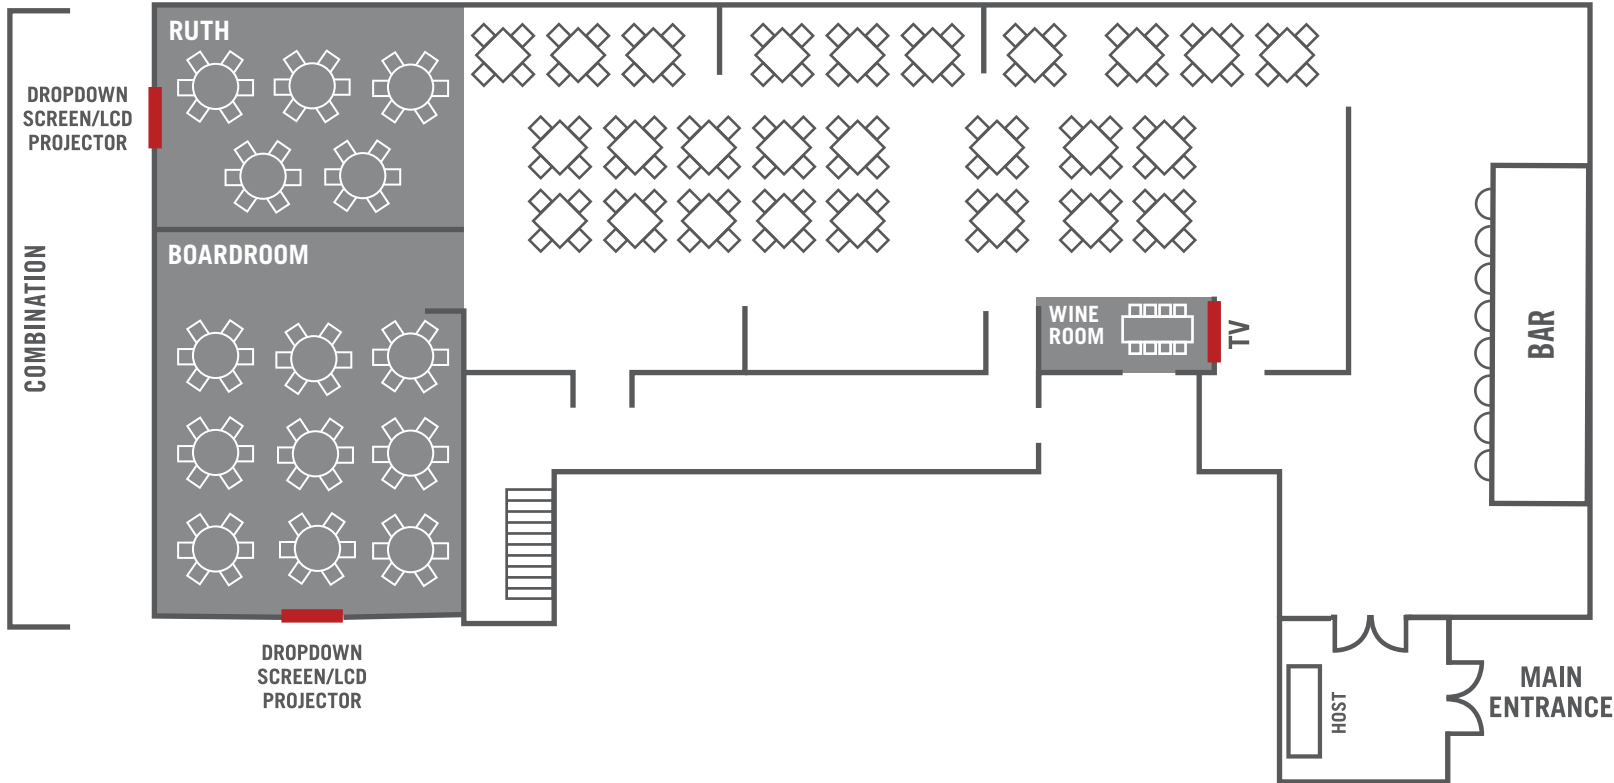 RUTH
DROPDOWN
SCREEN/LCD
PROJECTOR
COMBINATION
BOARDROOM
WINE
ROOM
TV
BAR
DROPDOWN
SCREEN/LCD
PROJECTOR
HOST
MAIN
ENTRANCE